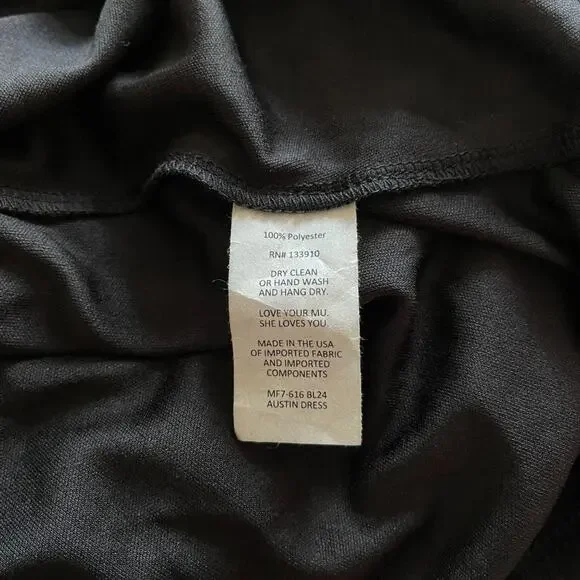 100% Polyester
RN# 133910
DRY CLEAN
OR HAND WASH
AND HANG DRY.
LOVE YOUR MU.
SHE LOVES YOU.
MADE IN THE USA
OF IMPORTED FABRIC
AND IMPORTED
COMPONENTS
MF7-616 BL24
AUSTIN DRESS